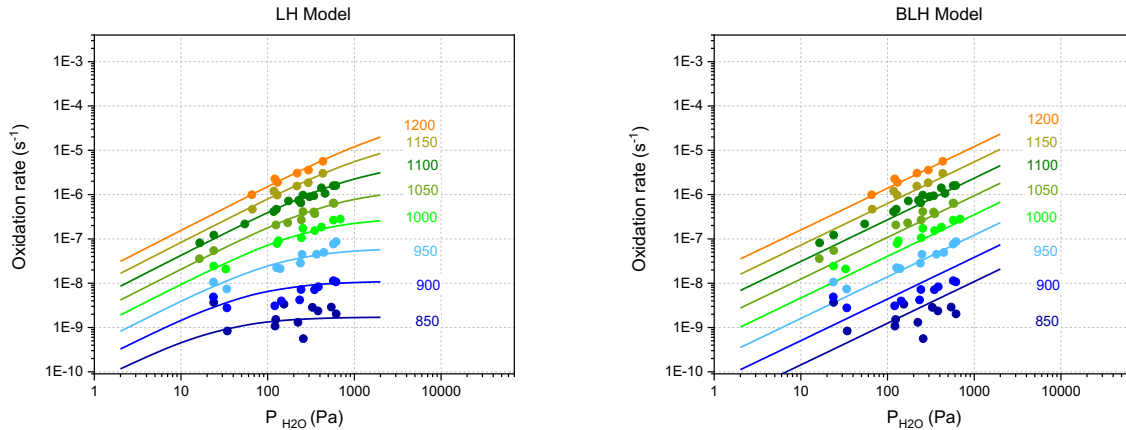 LH Model
Oxidation rate (s⁻¹)
1E-3
1E-4
1E-5
1E-6
1E-7
1E-8
1E-9
1E-10
1200
1150
1100
1050
1000
950
900
850
1
10
100
1000
10000
P H2O (Pa)
BLH Model
Oxidation rate (s⁻¹)
1E-3
1E-4
1E-5
1E-6
1E-7
1E-8
1E-9
1E-10
1200
1150
1100
1050
1000
950
900
850
1
10
100
1000
10000
P H2O (Pa)